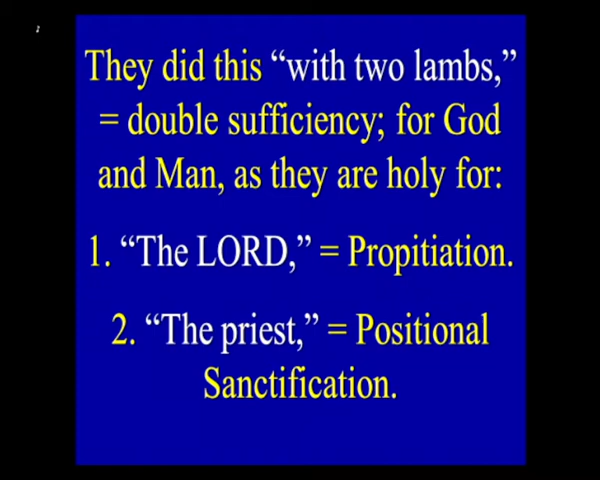 They did this “with two lambs,”
= double sufficiency; for God
and Man, as they are holy for:
1. “The LORD,” = Propitiation.
2. “The priest,” = Positional
Sanctification.